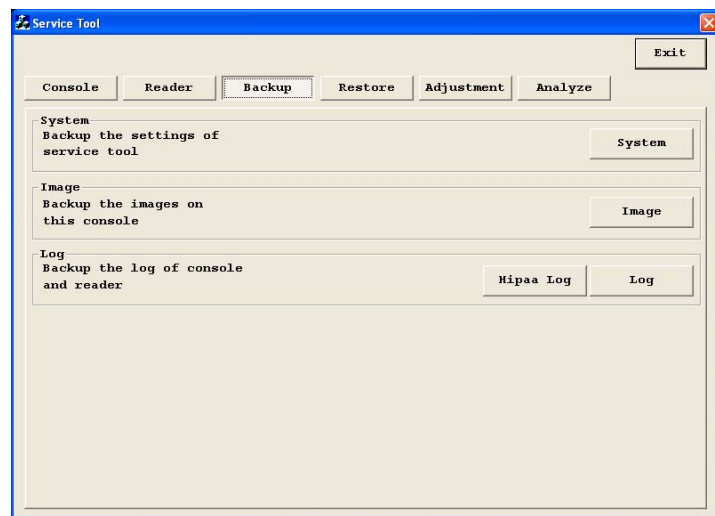 Service Tool
Exit
Console Reader Backup Restore Adjustment Analyze
System
Backup the settings of
service tool
System
Image
Backup the images on
this console
Image
Log
Backup the log of console
and reader
Hipaa Log Log